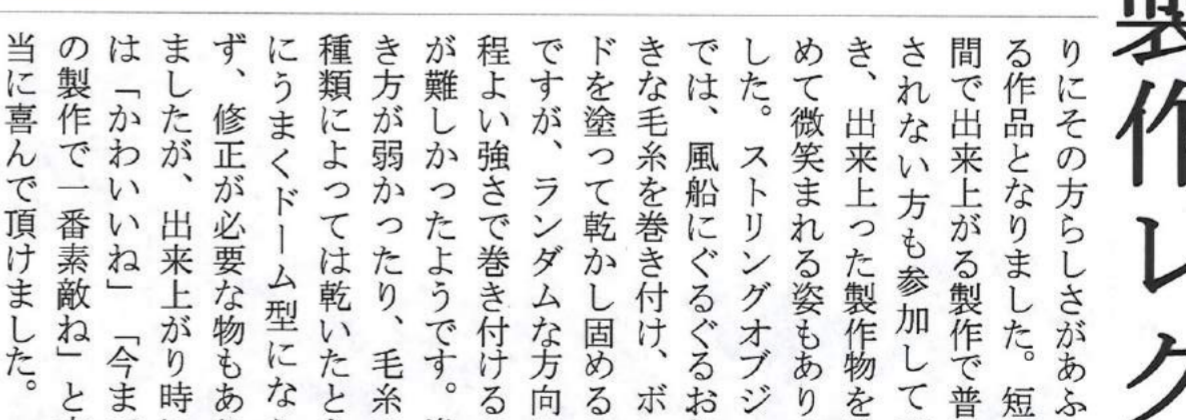 製作レク
りにその方らしさがあふ
る作品となりました。短
間で出来上がる製作で普
されない方も参加して
き、出来上った製作物を
めて微笑まれる姿もあり
した。ストリングオブジ
では、風船にぐるぐるお
きな毛糸を巻き付け、ボ
ドを塗って乾かし固める
ですが、ランダムな方向
程よい強さで巻き付ける
が難しかったようです。
き方が弱かったり、毛糸
種類によっては乾いたと
にうまくドーム型にな
ず、修正が必要な物もあ
ましたが、出来上がり時
は「かわいいね」「今ま
の製作で一番素敵ね」と
当に喜んで頂けました。